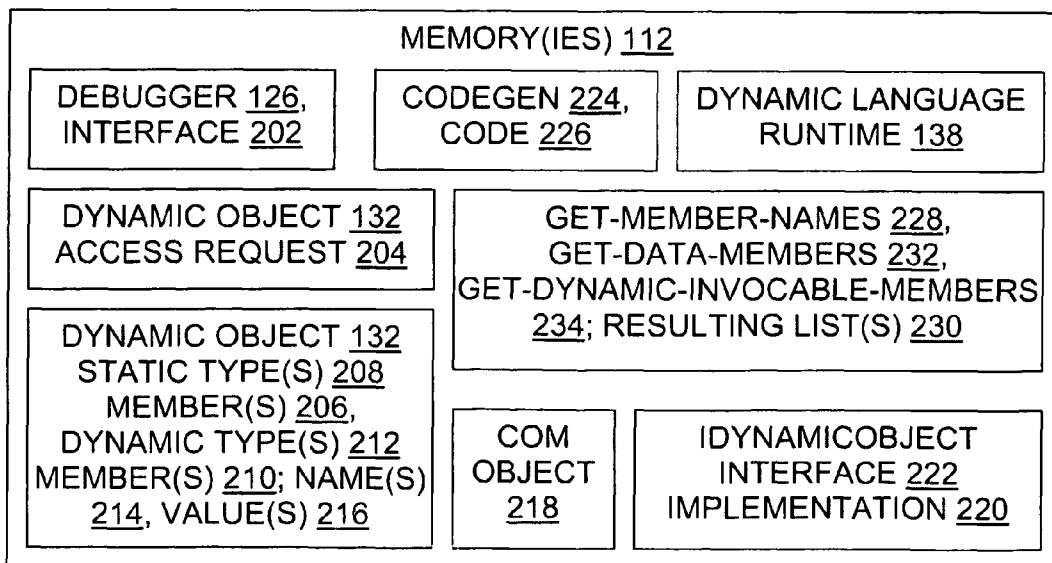 MEMORY(IES) 112
DEBUGGER 126,
INTERFACE 202
CODEGEN 224,
CODE 226
DYNAMIC LANGUAGE
RUNTIME 138
DYNAMIC OBJECT 132
ACCESS REQUEST 204
GET-MEMBER-NAMES 228,
GET-DATA-MEMBERS 232,
GET-DYNAMIC-INVOCABLE-MEMBERS
234; RESULTING LIST(S) 230
DYNAMIC OBJECT 132
STATIC TYPE(S) 208
MEMBER(S) 206,
DYNAMIC TYPE(S) 212
MEMBER(S) 210; NAME(S)
214, VALUE(S) 216
COM
OBJECT
218
IDYNAMICOBJECT
INTERFACE 222
IMPLEMENTATION 220